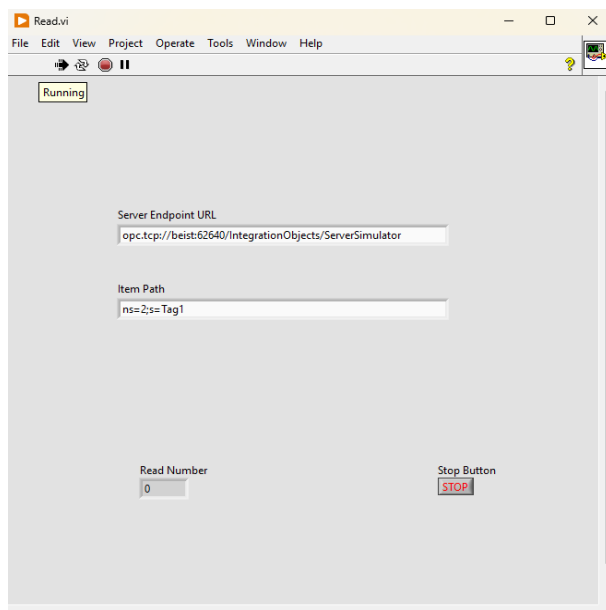 Read.vi
File Edit View Project Operate Tools Window Help
Running
Server Endpoint URL
opc.tcp://beist:62640/IntegrationObjects/ServerSimulator
Item Path
ns=2;s=Tag1
Read Number
0
Stop Button
STOP